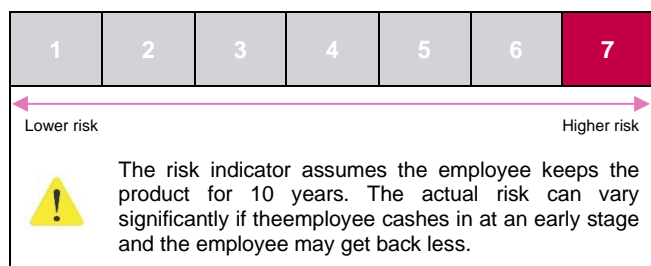 1 2 3 4 5 6 7
Lower risk Higher risk
The risk indicator assumes the employee keeps the
product for 10 years. The actual risk can vary
significantly if theemployee cashes in at an early stage
and the employee may get back less.